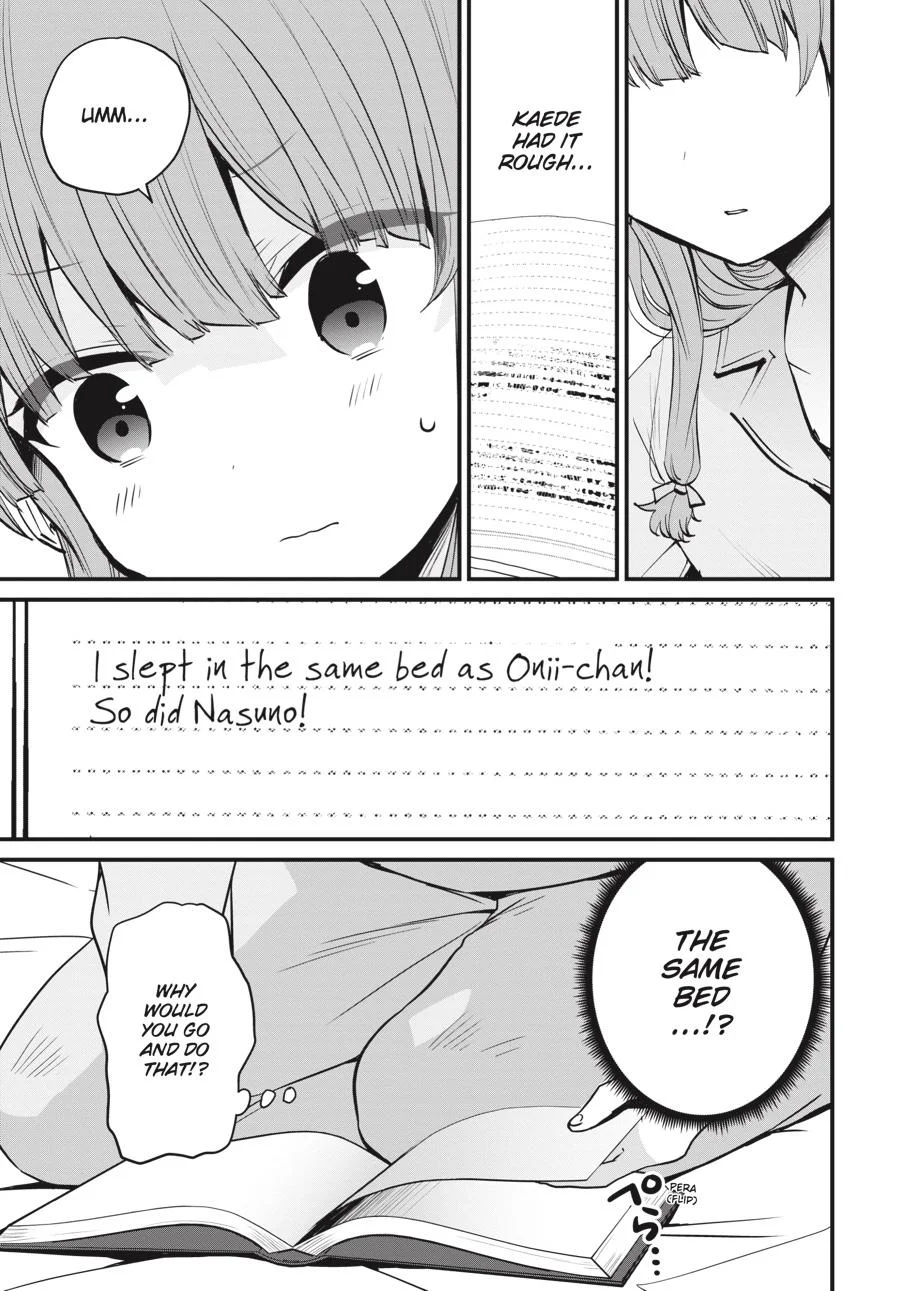 KAEDE
HAD IT
ROUGH...
UMM...
I slept in the same bed as Onii-chan!
So did Nasuno!
THE
SAME
BED
...!?
WHY
WOULD
YOU GO
AND DO
THAT!?
ペら…
PERA
(FLIP)